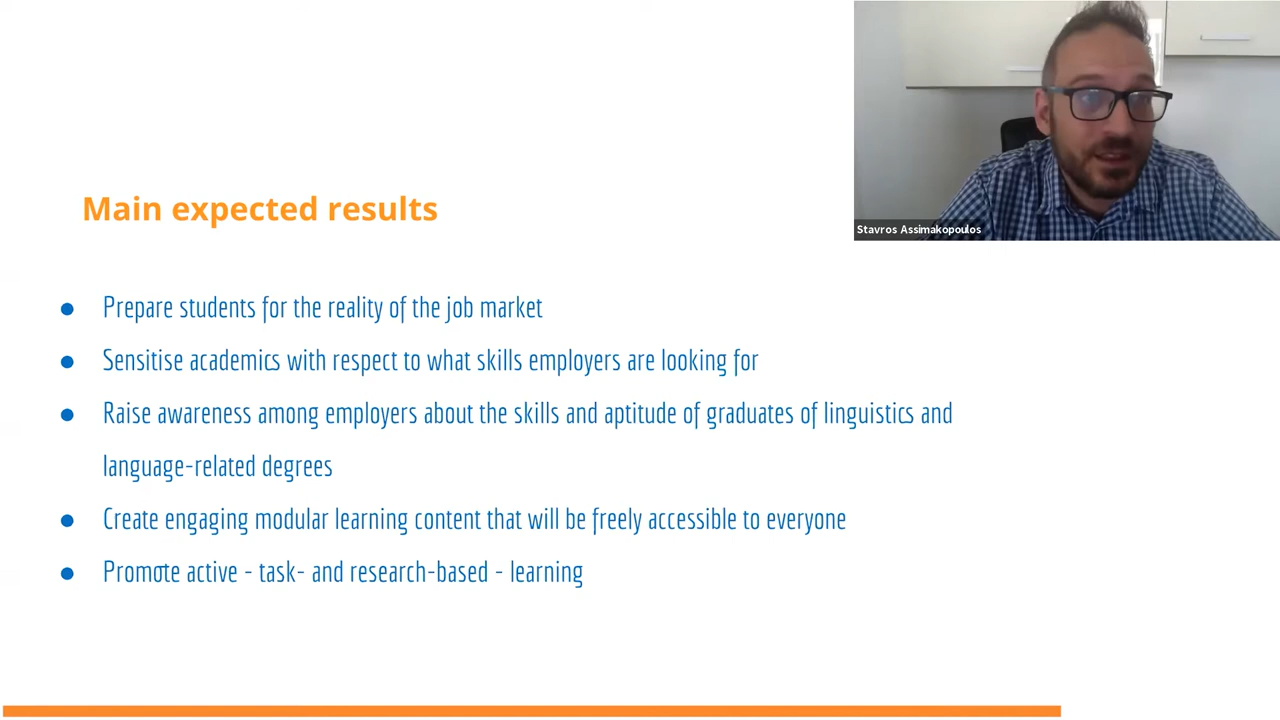 Stavros Assimakopoulos
Main expected results
● Prepare students for the reality of the job market
● Sensitise academics with respect to what skills employers are looking for
● Raise awareness among employers about the skills and aptitude of graduates of linguistics and
language-related degrees
● Create engaging modular learning content that will be freely accessible to everyone
● Promote active - task- and research-based - learning